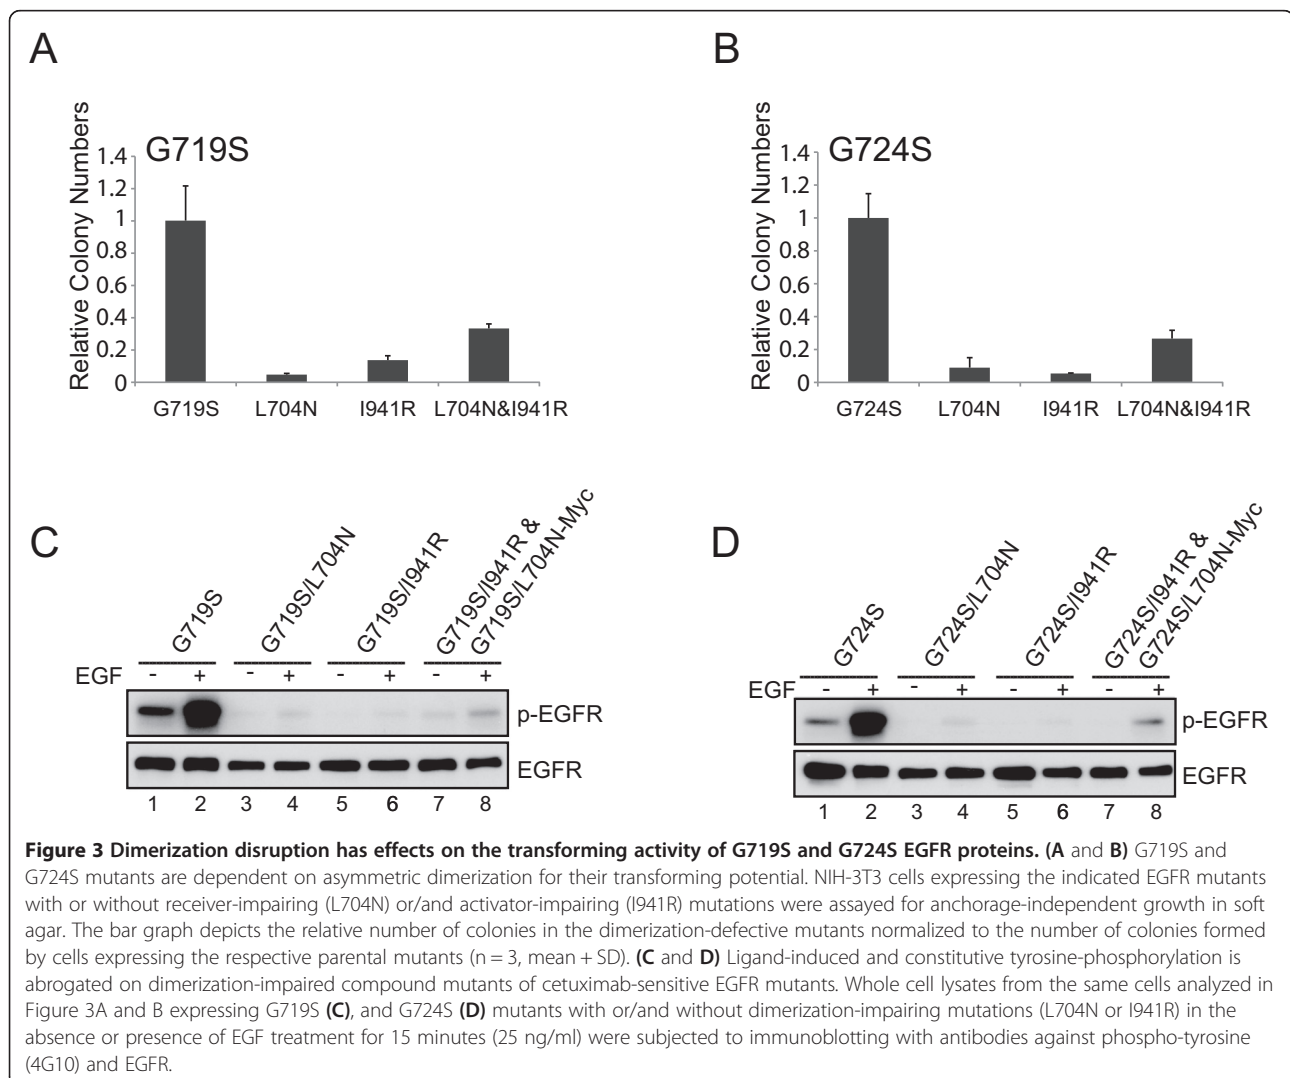 A
B
Relative Colony Numbers
G719S
1.4
1.2
1
0.8
0.6
0.4
0.2
0
G719S L704N I941R L704N&I941R
Relative Colony Numbers
G724S
1.4
1.2
1
0.8
0.6
0.4
0.2
0
G724S L704N I941R L704N&I941R
C
G719S
G719S/L704N
G719S/I941R
G719S/I941R &
G719S/L704N-Myc
EGF - + - + - + - +
p-EGFR
EGFR
1 2 3 4 5 6 7 8
D
G724S
G724S/L704N
G724S/I941R
G724S/I941R &
G724S/L704N-Myc
EGF - + - + - + - +
p-EGFR
EGFR
1 2 3 4 5 6 7 8
Figure 3 Dimerization disruption has effects on the transforming activity of G719S and G724S EGFR proteins. (A and B) G719S and
G724S mutants are dependent on asymmetric dimerization for their transforming potential. NIH-3T3 cells expressing the indicated EGFR mutants
with or without receiver-impairing (L704N) or/and activator-impairing (I941R) mutations were assayed for anchorage-independent growth in soft
agar. The bar graph depicts the relative number of colonies in the dimerization-defective mutants normalized to the number of colonies formed
by cells expressing the respective parental mutants (n = 3, mean + SD). (C and D) Ligand-induced and constitutive tyrosine-phosphorylation is
abrogated on dimerization-impaired compound mutants of cetuximab-sensitive EGFR mutants. Whole cell lysates from the same cells analyzed in
Figure 3A and B expressing G719S (C), and G724S (D) mutants with or/and without dimerization-impairing mutations (L704N or I941R) in the
absence or presence of EGF treatment for 15 minutes (25 ng/ml) were subjected to immunoblotting with antibodies against phospho-tyrosine
(4G10) and EGFR.